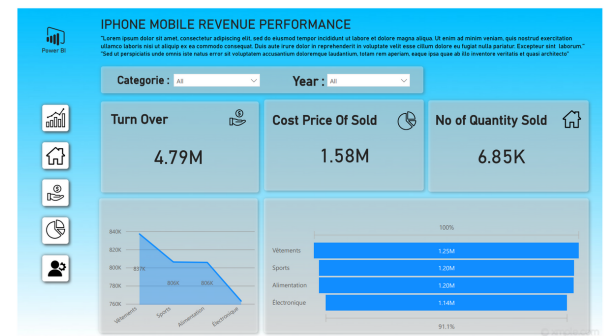 IPHONE MOBILE REVENUE PERFORMANCE
"Lorem ipsum dolor sit amet, consectetur adipiscing elit, sed do eiusmod tempor incididunt ut labore et dolore magna aliqua. Ut enim ad minim veniam, quis nostrud exercitation
ullamco laboris nisi ut aliquip ex ea commodo consequat. Duis aute irure dolor in reprehenderit in voluptate velit esse cillum dolore eu fugiat nulla pariatur. Excepteur sint laborum."
"Sed ut perspiciatis unde omnis iste natus error sit voluptatem accusantium doloremque laudantium, totam rem aperiam, eaque ipsa quae ab illo inventore veritatis et quasi architecto"
Power BI
Categorie : All
Year : All
Turn Over
4.79M
Cost Price Of Sold
1.58M
No of Quantity Sold
6.85K
840K
820K
800K
780K
760K
837K
806K
806K
Vêtements
Sports
Alimentation
Électronique
100%
Vêtements 1.25M
Sports 1.20M
Alimentation 1.20M
Électronique 1.14M
91.1%